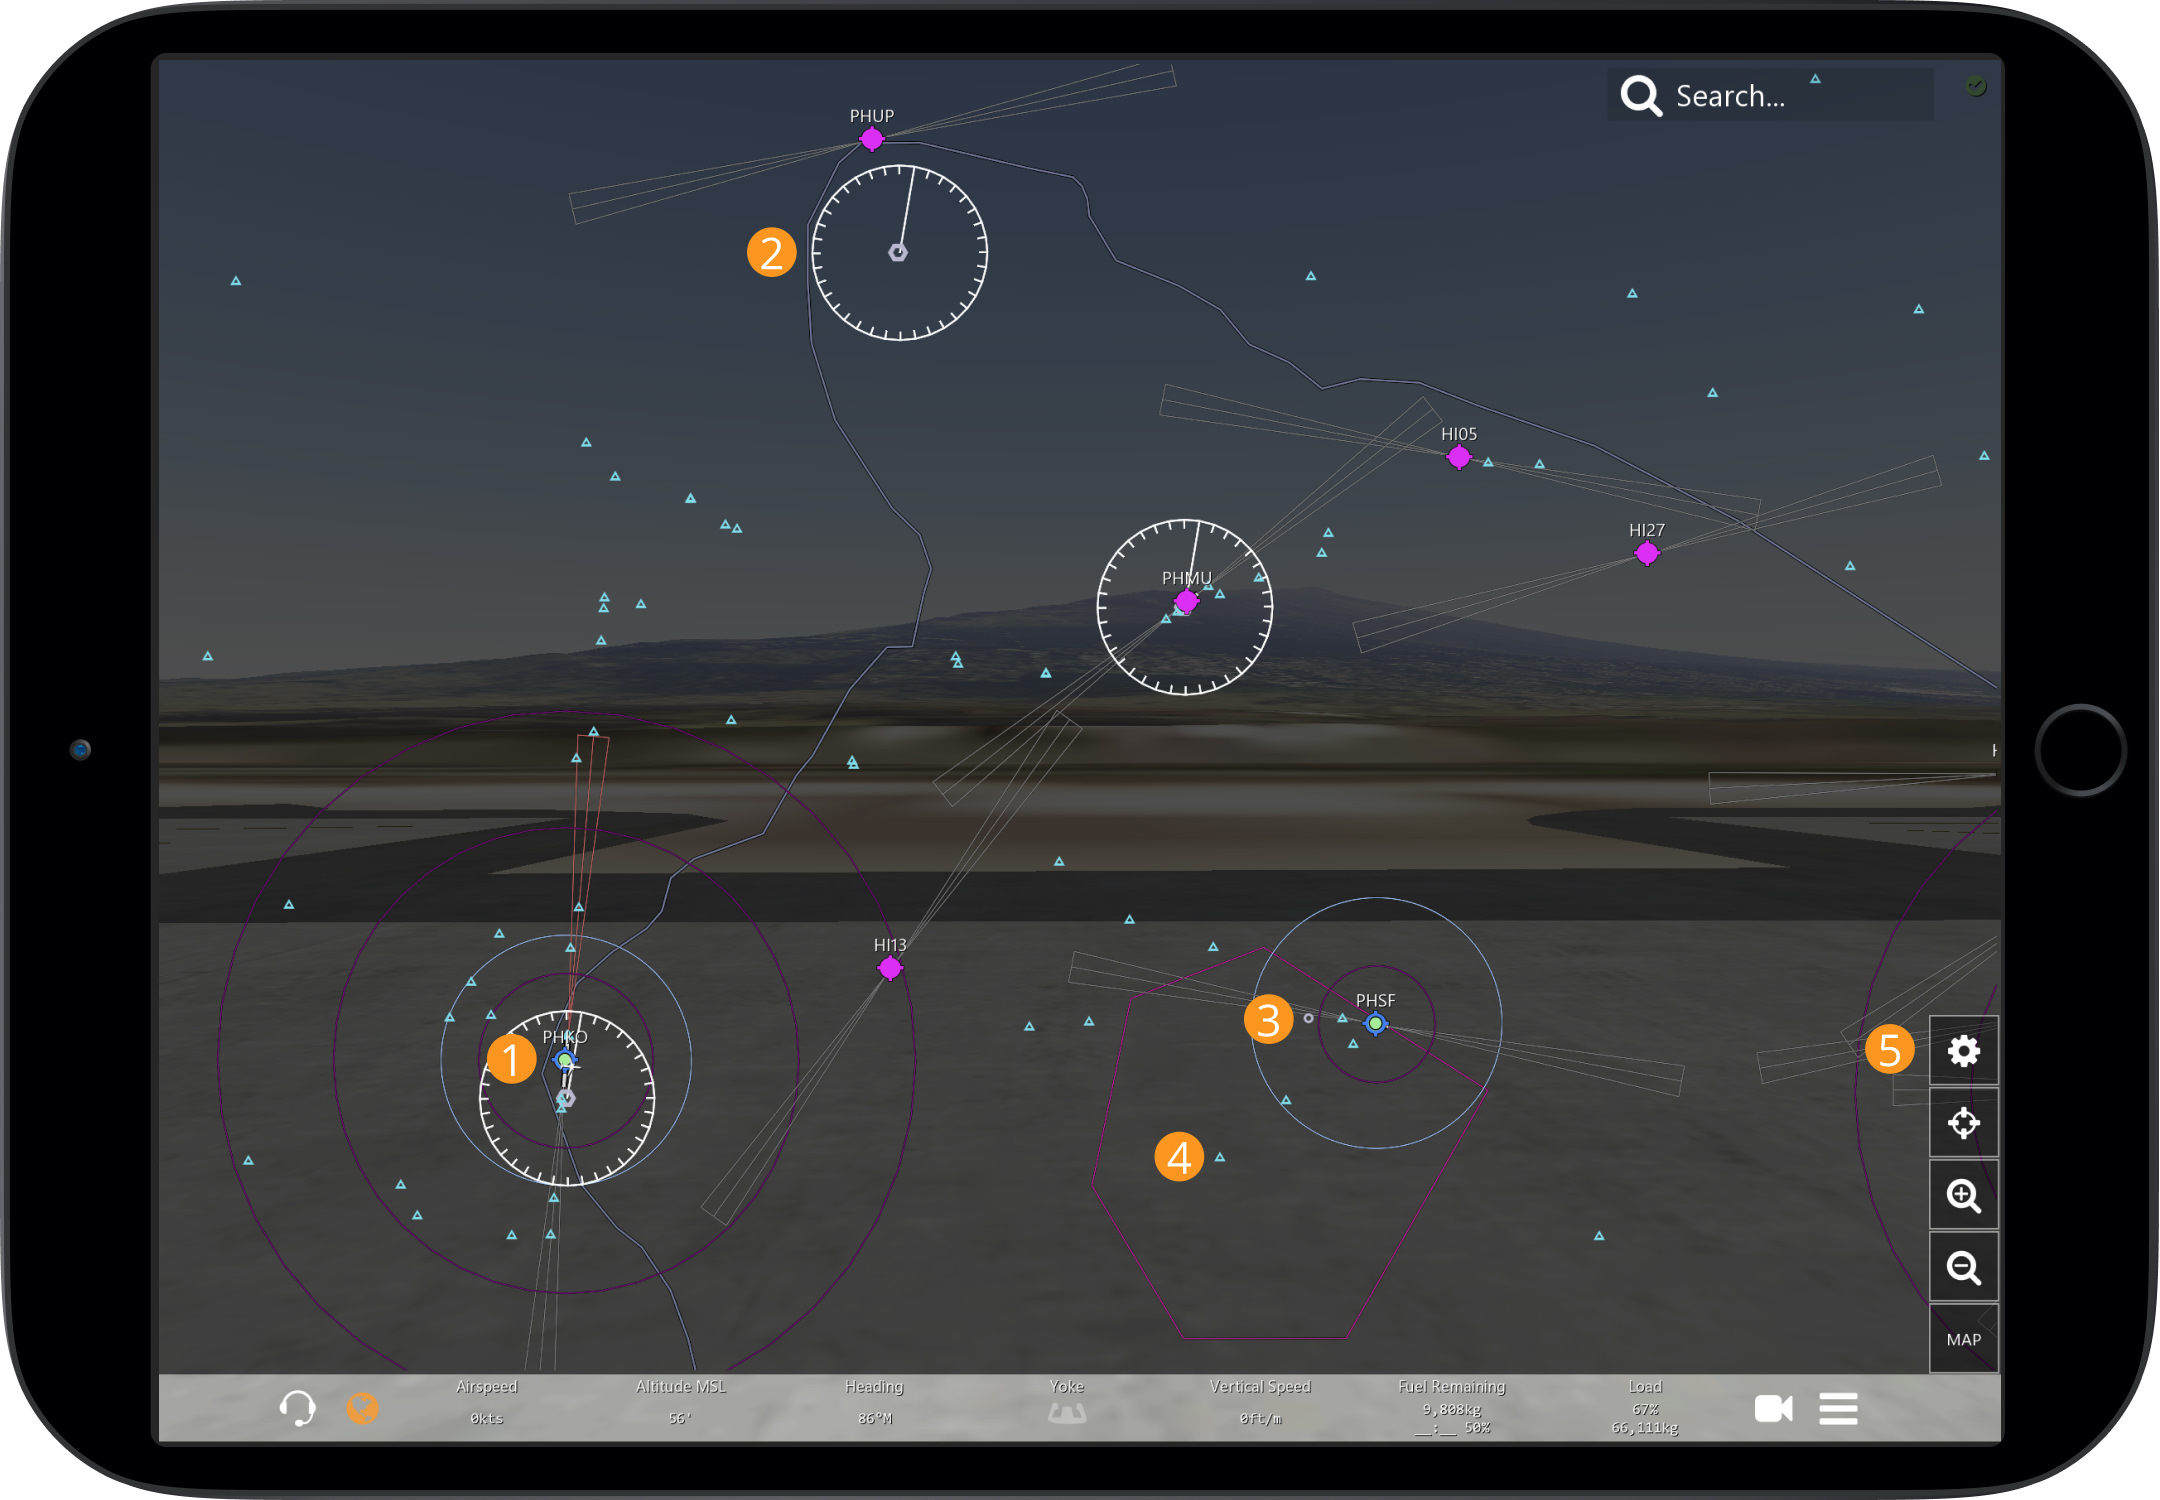 Search...
PHUP
2
HI05
HI27
PHMU
HI13
PHSF
3
PHKO
1
5
4
MAP
Airspeed
0kts
Altitude MSL
56'
Heading
86°M
Yoke
Vertical Speed
0ft/m
Fuel Remaining
9,808kg
__:__ 50%
Load
67%
66,111kg